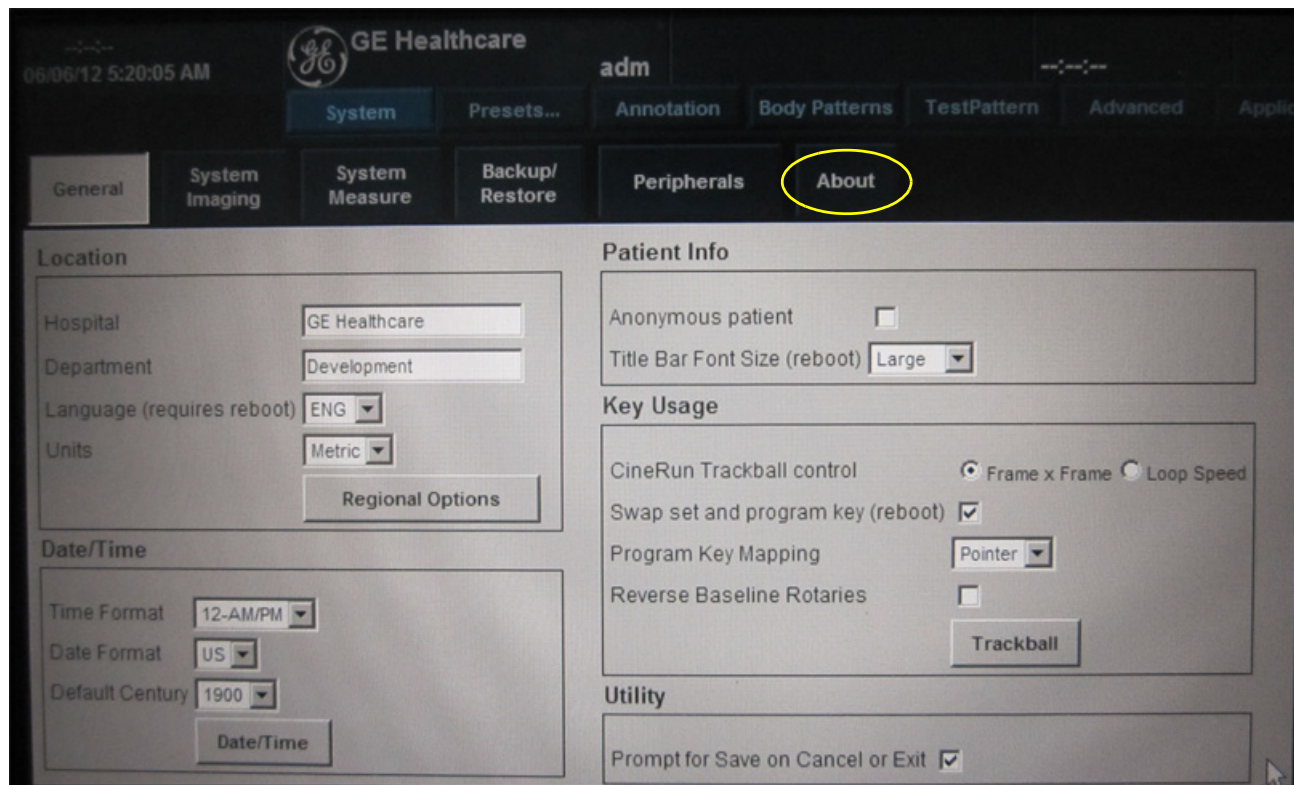 --:--:--
06/06/12 5:20:05 AM
GE Healthcare
adm
--:--:--
System Presets... Annotation Body Patterns TestPattern Advanced Applic
General
System
Imaging
System
Measure
Backup/
Restore
Peripherals
About
Location
Hospital GE Healthcare
Department Development
Language (requires reboot) ENG
Units Metric
Regional Options
Date/Time
Time Format 12-AM/PM
Date Format US
Default Century 1900
Date/Time
Patient Info
Anonymous patient
Title Bar Font Size (reboot) Large
Key Usage
CineRun Trackball control Frame x Frame Loop Speed
Swap set and program key (reboot)
Program Key Mapping Pointer
Reverse Baseline Rotaries
Trackball
Utility
Prompt for Save on Cancel or Exit